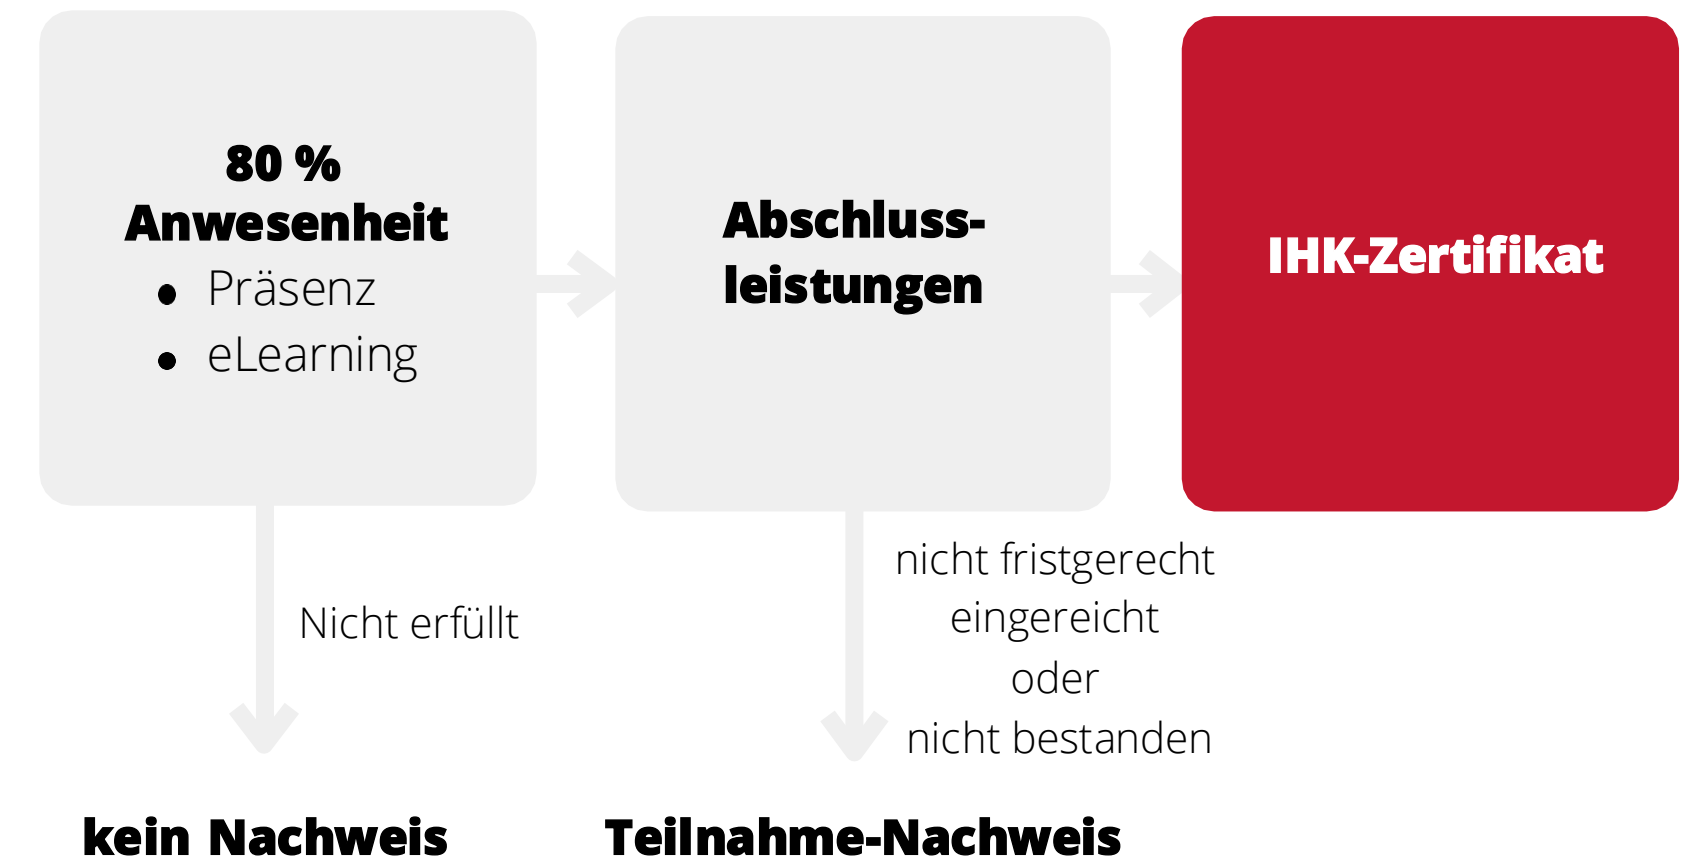 80 %
Anwesenheit
• Präsenz
• eLearning
Abschluss-
leistungen
IHK-Zertifikat
Nicht erfüllt
nicht fristgerecht
eingereicht
oder
nicht bestanden
kein Nachweis
Teilnahme-Nachweis